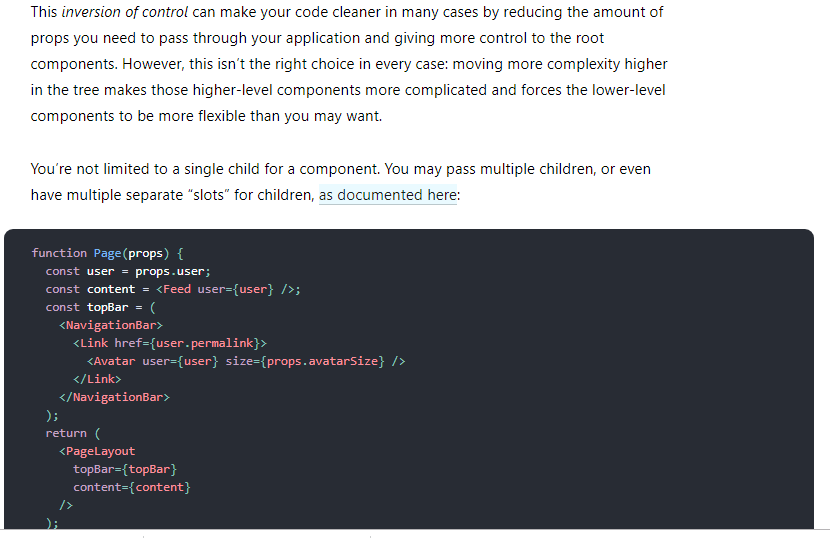 This inversion of control can make your code cleaner in many cases by reducing the amount of
props you need to pass through your application and giving more control to the root
components. However, this isn’t the right choice in every case: moving more complexity higher
in the tree makes those higher-level components more complicated and forces the lower-level
components to be more flexible than you may want.
You’re not limited to a single child for a component. You may pass multiple children, or even
have multiple separate “slots” for children, as documented here:
function Page(props) {
  const user = props.user;
  const content = <Feed user={user} />;
  const topBar = (
    <NavigationBar>
      <Link href={user.permalink}>
        <Avatar user={user} size={props.avatarSize} />
      </Link>
    </NavigationBar>
  );
  return (
    <PageLayout
      topBar={topBar}
      content={content}
    />
  );